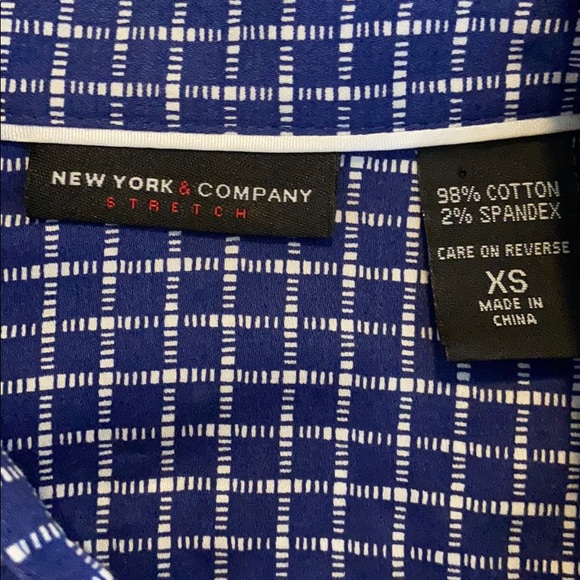 NEW YORK & COMPANY
STRETCH
98% COTTON
2% SPANDEX
CARE ON REVERSE
XS
MADE IN
CHINA